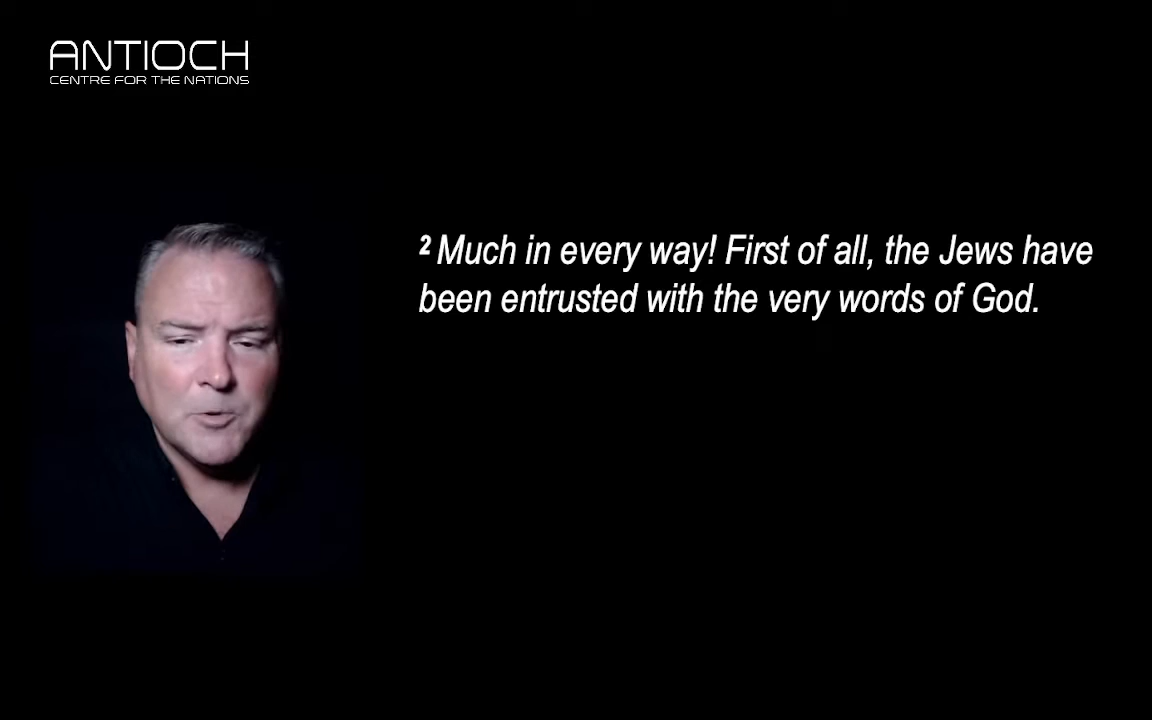 ANTIOCH
CENTRE FOR THE NATIONS
² Much in every way! First of all, the Jews have
been entrusted with the very words of God.